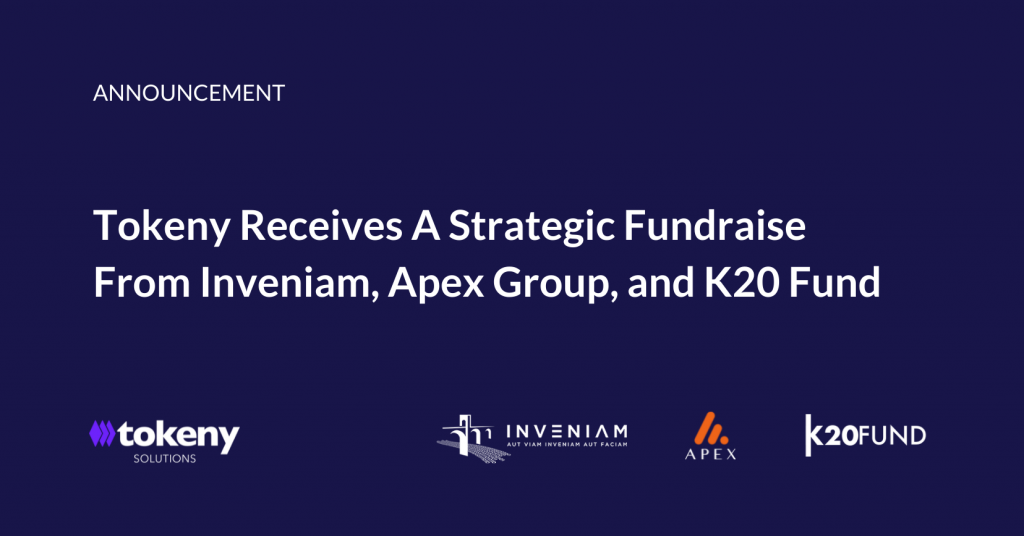 ANNOUNCEMENT
Tokeny Receives A Strategic Fundraise
From Inveniam, Apex Group, and K20 Fund
tokeny
SOLUTIONS
INVENIAM
AUT VIAM INVENIAM AUT FACIAM
APEX
K20FUND